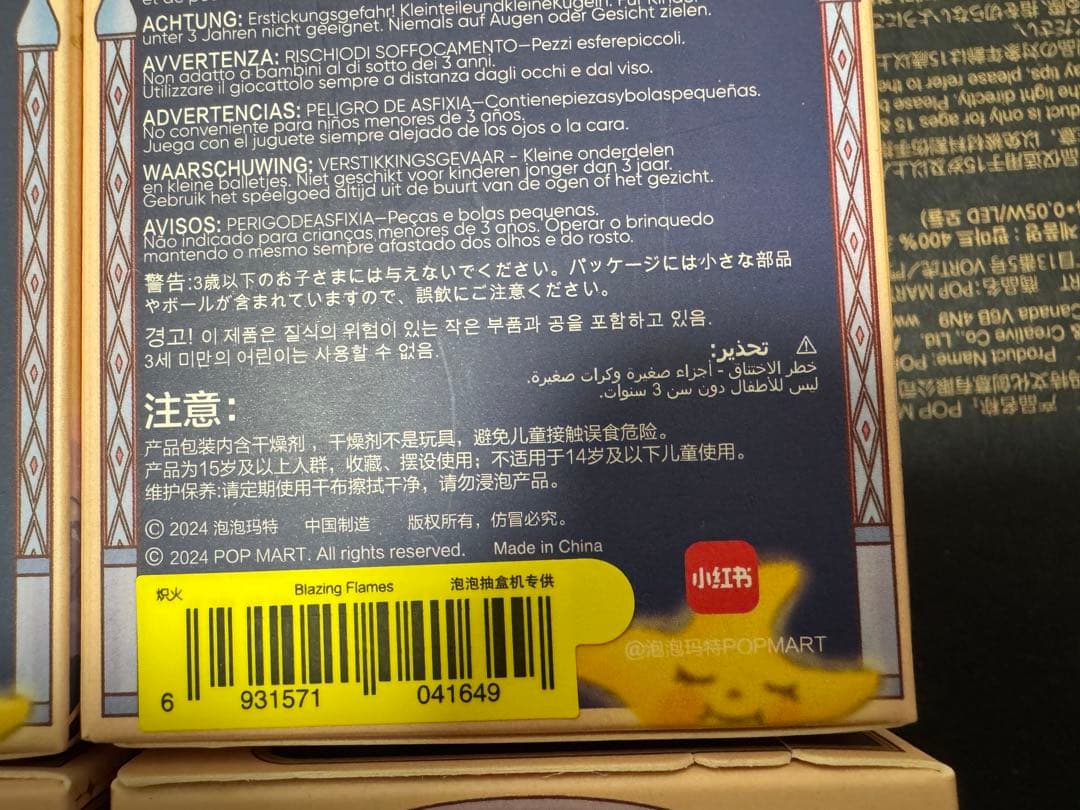 ACHTUNG: Erstickungsgefahr! KleinteileundkleineKugeln. Für Kinder
unter 3 Jahren nicht geeignet. Niemals auf Augen oder Gesicht zielen.
AVVERTENZA: RISCHIODI SOFFOCAMENTO—Pezzi esferepiccoli.
Non adatto a bambini al di sotto dei 3 anni.
Utilizzare il giocattolo sempre a distanza dagli occhi e dal viso.
ADVERTENCIAS: PELIGRO DE ASFIXIA—Contienepiezasybolaspequeñas.
No conveniente para niños menores de 3 años.
Juega con el juguete siempre alejado de los ojos o la cara.
WAARSCHUWING: VERSTIKKINGSGEVAAR - Kleine onderdelen
en kleine balletjes. Niet geschikt voor kinderen jonger dan 3 jaar.
Gebruik het speelgoed altijd uit de buurt van de ogen of het gezicht.
AVISOS: PERIGODEASFIXIA—Peças e bolas pequenas.
Não indicado para crianças menores de 3 anos. Operar o brinquedo
mantendo o mesmo sempre afastado dos olhos e do rosto.
警告:3歳以下のお子さまには与えないでください。パッケージには小さな部品
やボールが含まれていますので、誤飲にご注意ください。
경고! 이 제품은 질식의 위험이 있는 작은 부품과 공을 포함하고 있음.
3세 미만의 어린이는 사용할 수 없음.
⚠ تحذير:
خطر الاختناق - أجزاء صغيرة وكرات صغيرة.
ليس للأطفال دون سن 3 سنوات.
注意:
产品包装内含干燥剂，干燥剂不是玩具，避免儿童接触误食危险。
产品为15岁及以上人群，收藏、摆设使用；不适用于14岁及以下儿童使用。
维护保养:请定期使用干布擦拭干净，请勿浸泡产品。
© 2024 泡泡玛特 中国制造 版权所有，仿冒必究。
© 2024 POP MART. All rights reserved. Made in China
炽火 Blazing Flames 泡泡抽盒机专供
6 931571 041649
小红书
@泡泡玛特POPMART